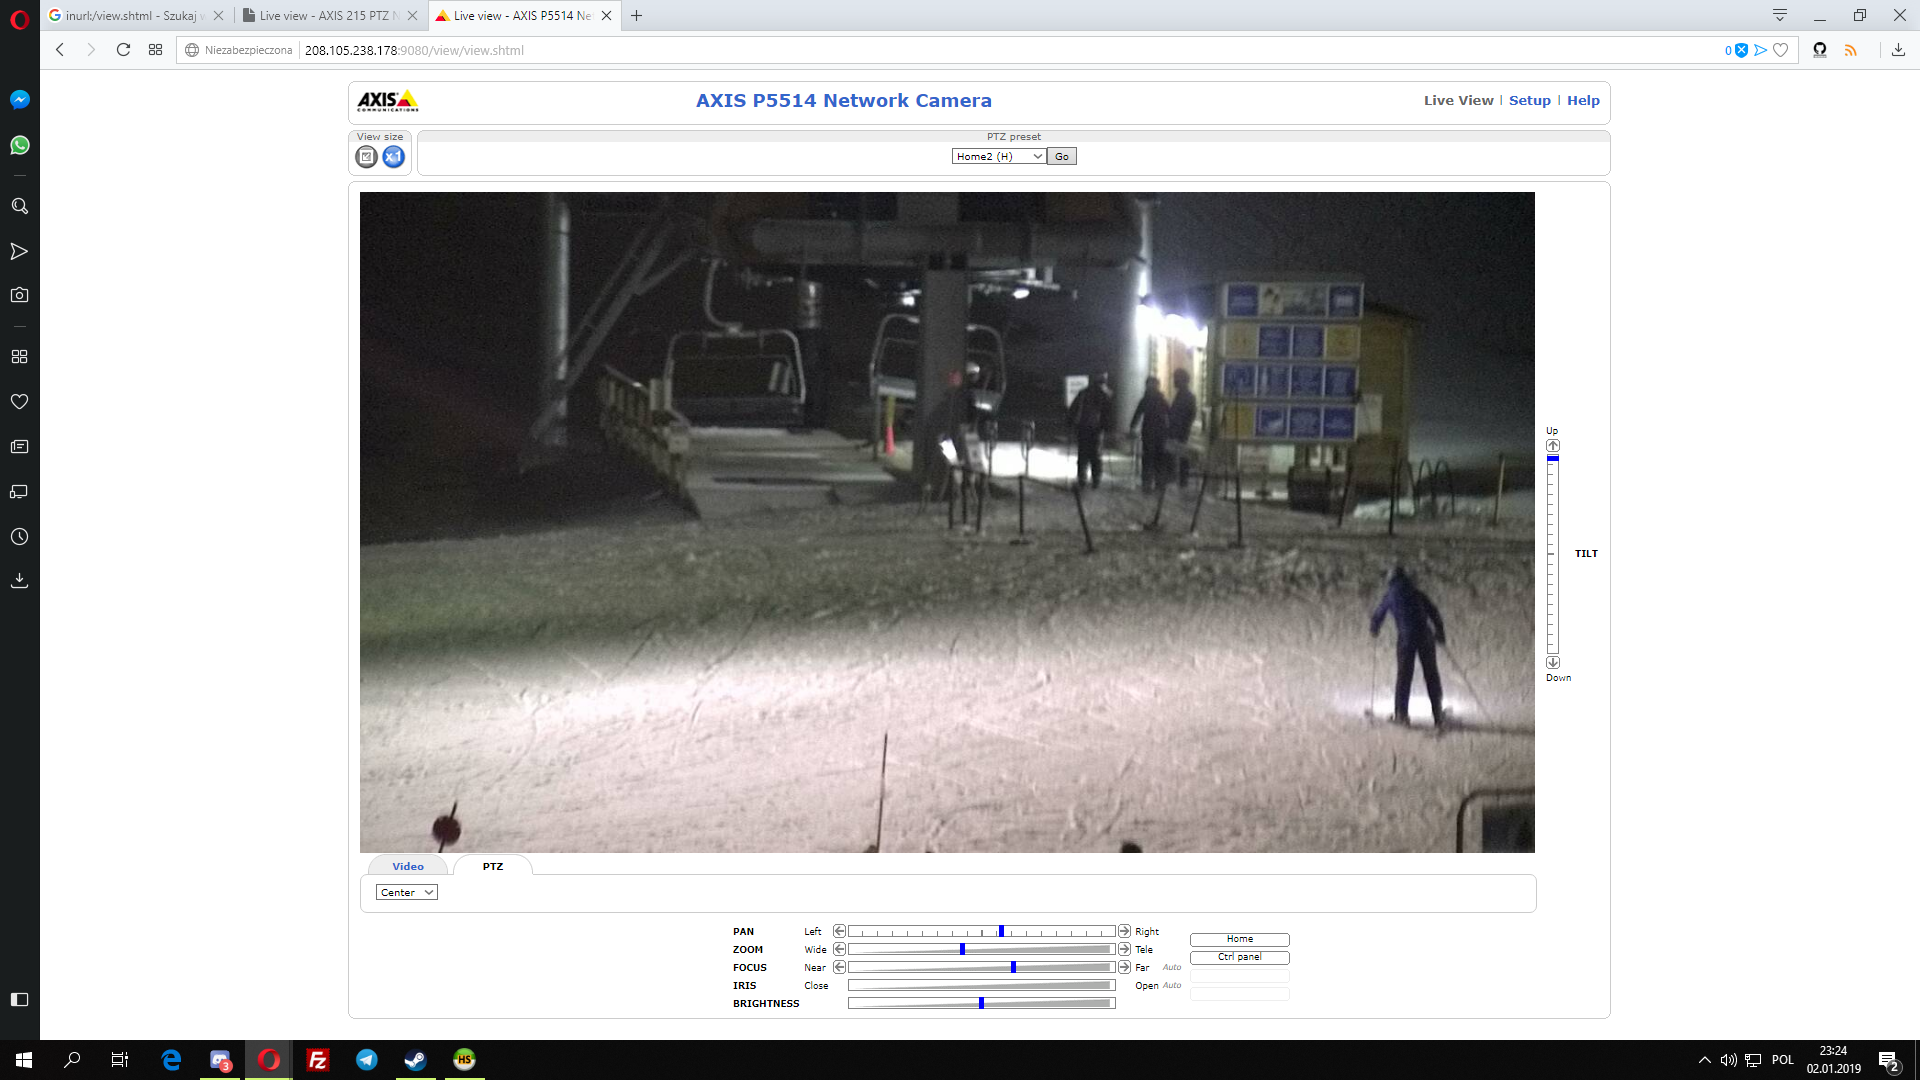 inurl:/view.shtml - Szukaj w
Live view - AXIS 215 PTZ N
Live view - AXIS P5514 Ne
Niezabezpieczona
208.105.238.178:9080/view/view.shtml
0
AXIS
COMMUNICATIONS
AXIS P5514 Network Camera
Live View | Setup | Help
View size
x1
PTZ preset
Home2 (H)
Go
Up
TILT
Down
Video
PTZ
Center
PAN Left Right
ZOOM Wide Tele
FOCUS Near Far Auto
IRIS Close Open Auto
BRIGHTNESS
Home
Ctrl panel
3
Fz
HS
POL
23:24
02.01.2019
2